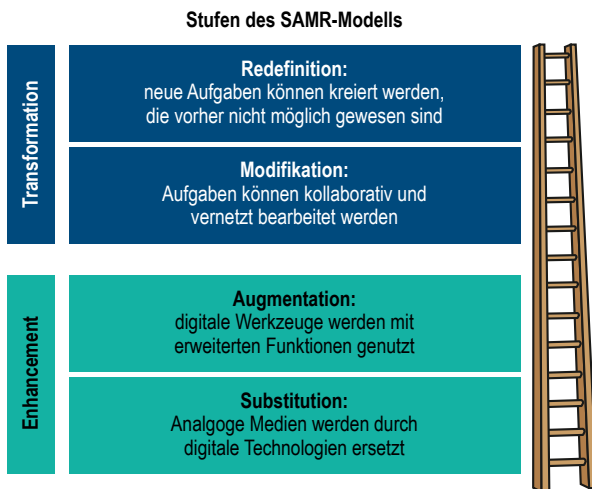 Stufen des SAMR-Modells
Transformation
Redefinition:
neue Aufgaben können kreiert werden,
die vorher nicht möglich gewesen sind
Modifikation:
Aufgaben können kollaborativ und
vernetzt bearbeitet werden
Enhancement
Augmentation:
digitale Werkzeuge werden mit
erweiterten Funktionen genutzt
Substitution:
Analgoge Medien werden durch
digitale Technologien ersetzt